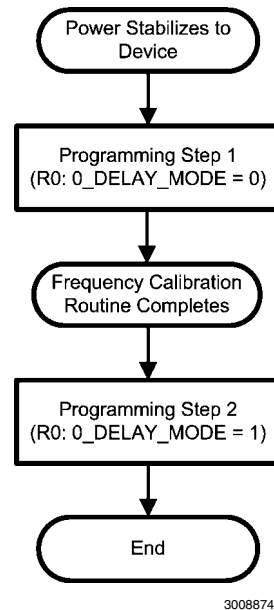 Power Stabilizes to
Device
Programming Step 1
(R0: 0_DELAY_MODE = 0)
Frequency Calibration
Routine Completes
Programming Step 2
(R0: 0_DELAY_MODE = 1)
End
3008874